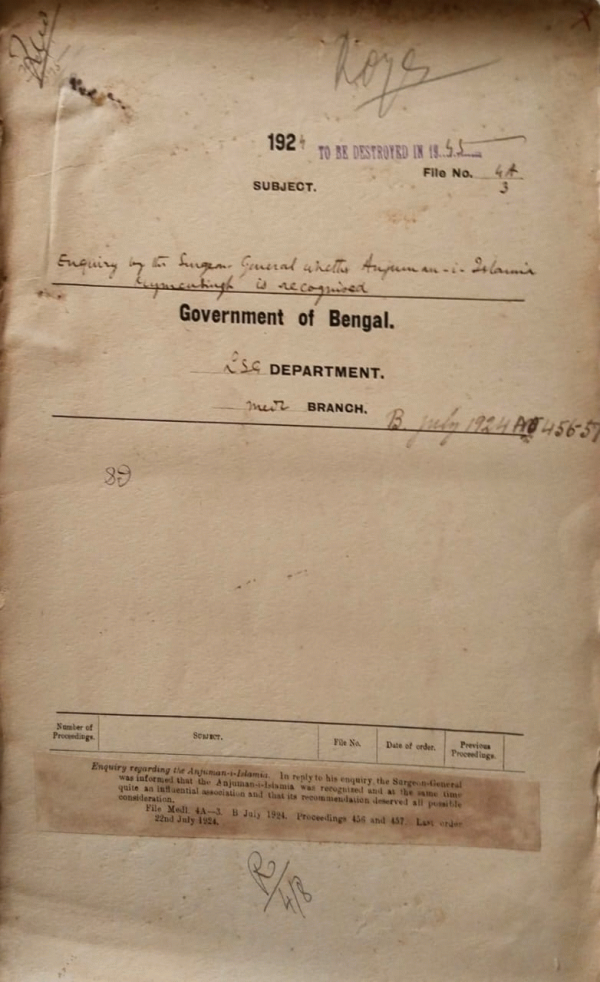 1924 TO BE DESTROYED IN 19
File No. 4A
3
SUBJECT.
Enquiry by the Surgeon General whether Anjuman-i-Islamia
Mymensingh is recognised
Government of Bengal.
DEPARTMENT.
Medl BRANCH.
B. July 1924 456-57
Number of Proceedings.
SUBJECT.
File No.
Date of order.
Previous Proceedings.
Enquiry regarding the Anjuman-i-Islamia. In reply to his enquiry, the Surgeon-General
was informed that the Anjuman-i-Islamia was recognized and at the same time
quite an influential association and that its recommendation deserved all possible
consideration.
File Medl. 4A—3. B July 1924. Proceedings 456 and 457. Last order
22nd July 1924.
R/4/8